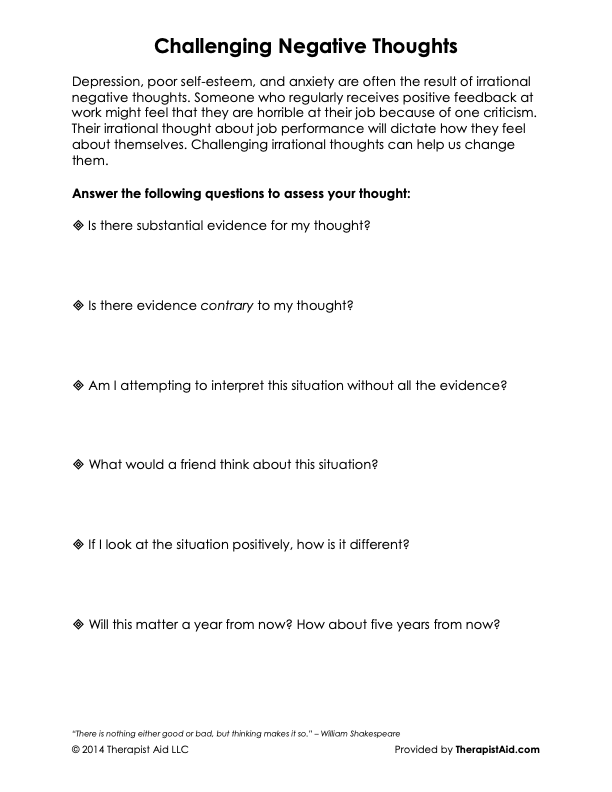 Challenging Negative Thoughts
Depression, poor self-esteem, and anxiety are often the result of irrational
negative thoughts. Someone who regularly receives positive feedback at
work might feel that they are horrible at their job because of one criticism.
Their irrational thought about job performance will dictate how they feel
about themselves. Challenging irrational thoughts can help us change
them.
Answer the following questions to assess your thought:
Is there substantial evidence for my thought?
Is there evidence contrary to my thought?
Am I attempting to interpret this situation without all the evidence?
What would a friend think about this situation?
If I look at the situation positively, how is it different?
Will this matter a year from now? How about five years from now?
“There is nothing either good or bad, but thinking makes it so.” – William Shakespeare
© 2014 Therapist Aid LLC Provided by TherapistAid.com